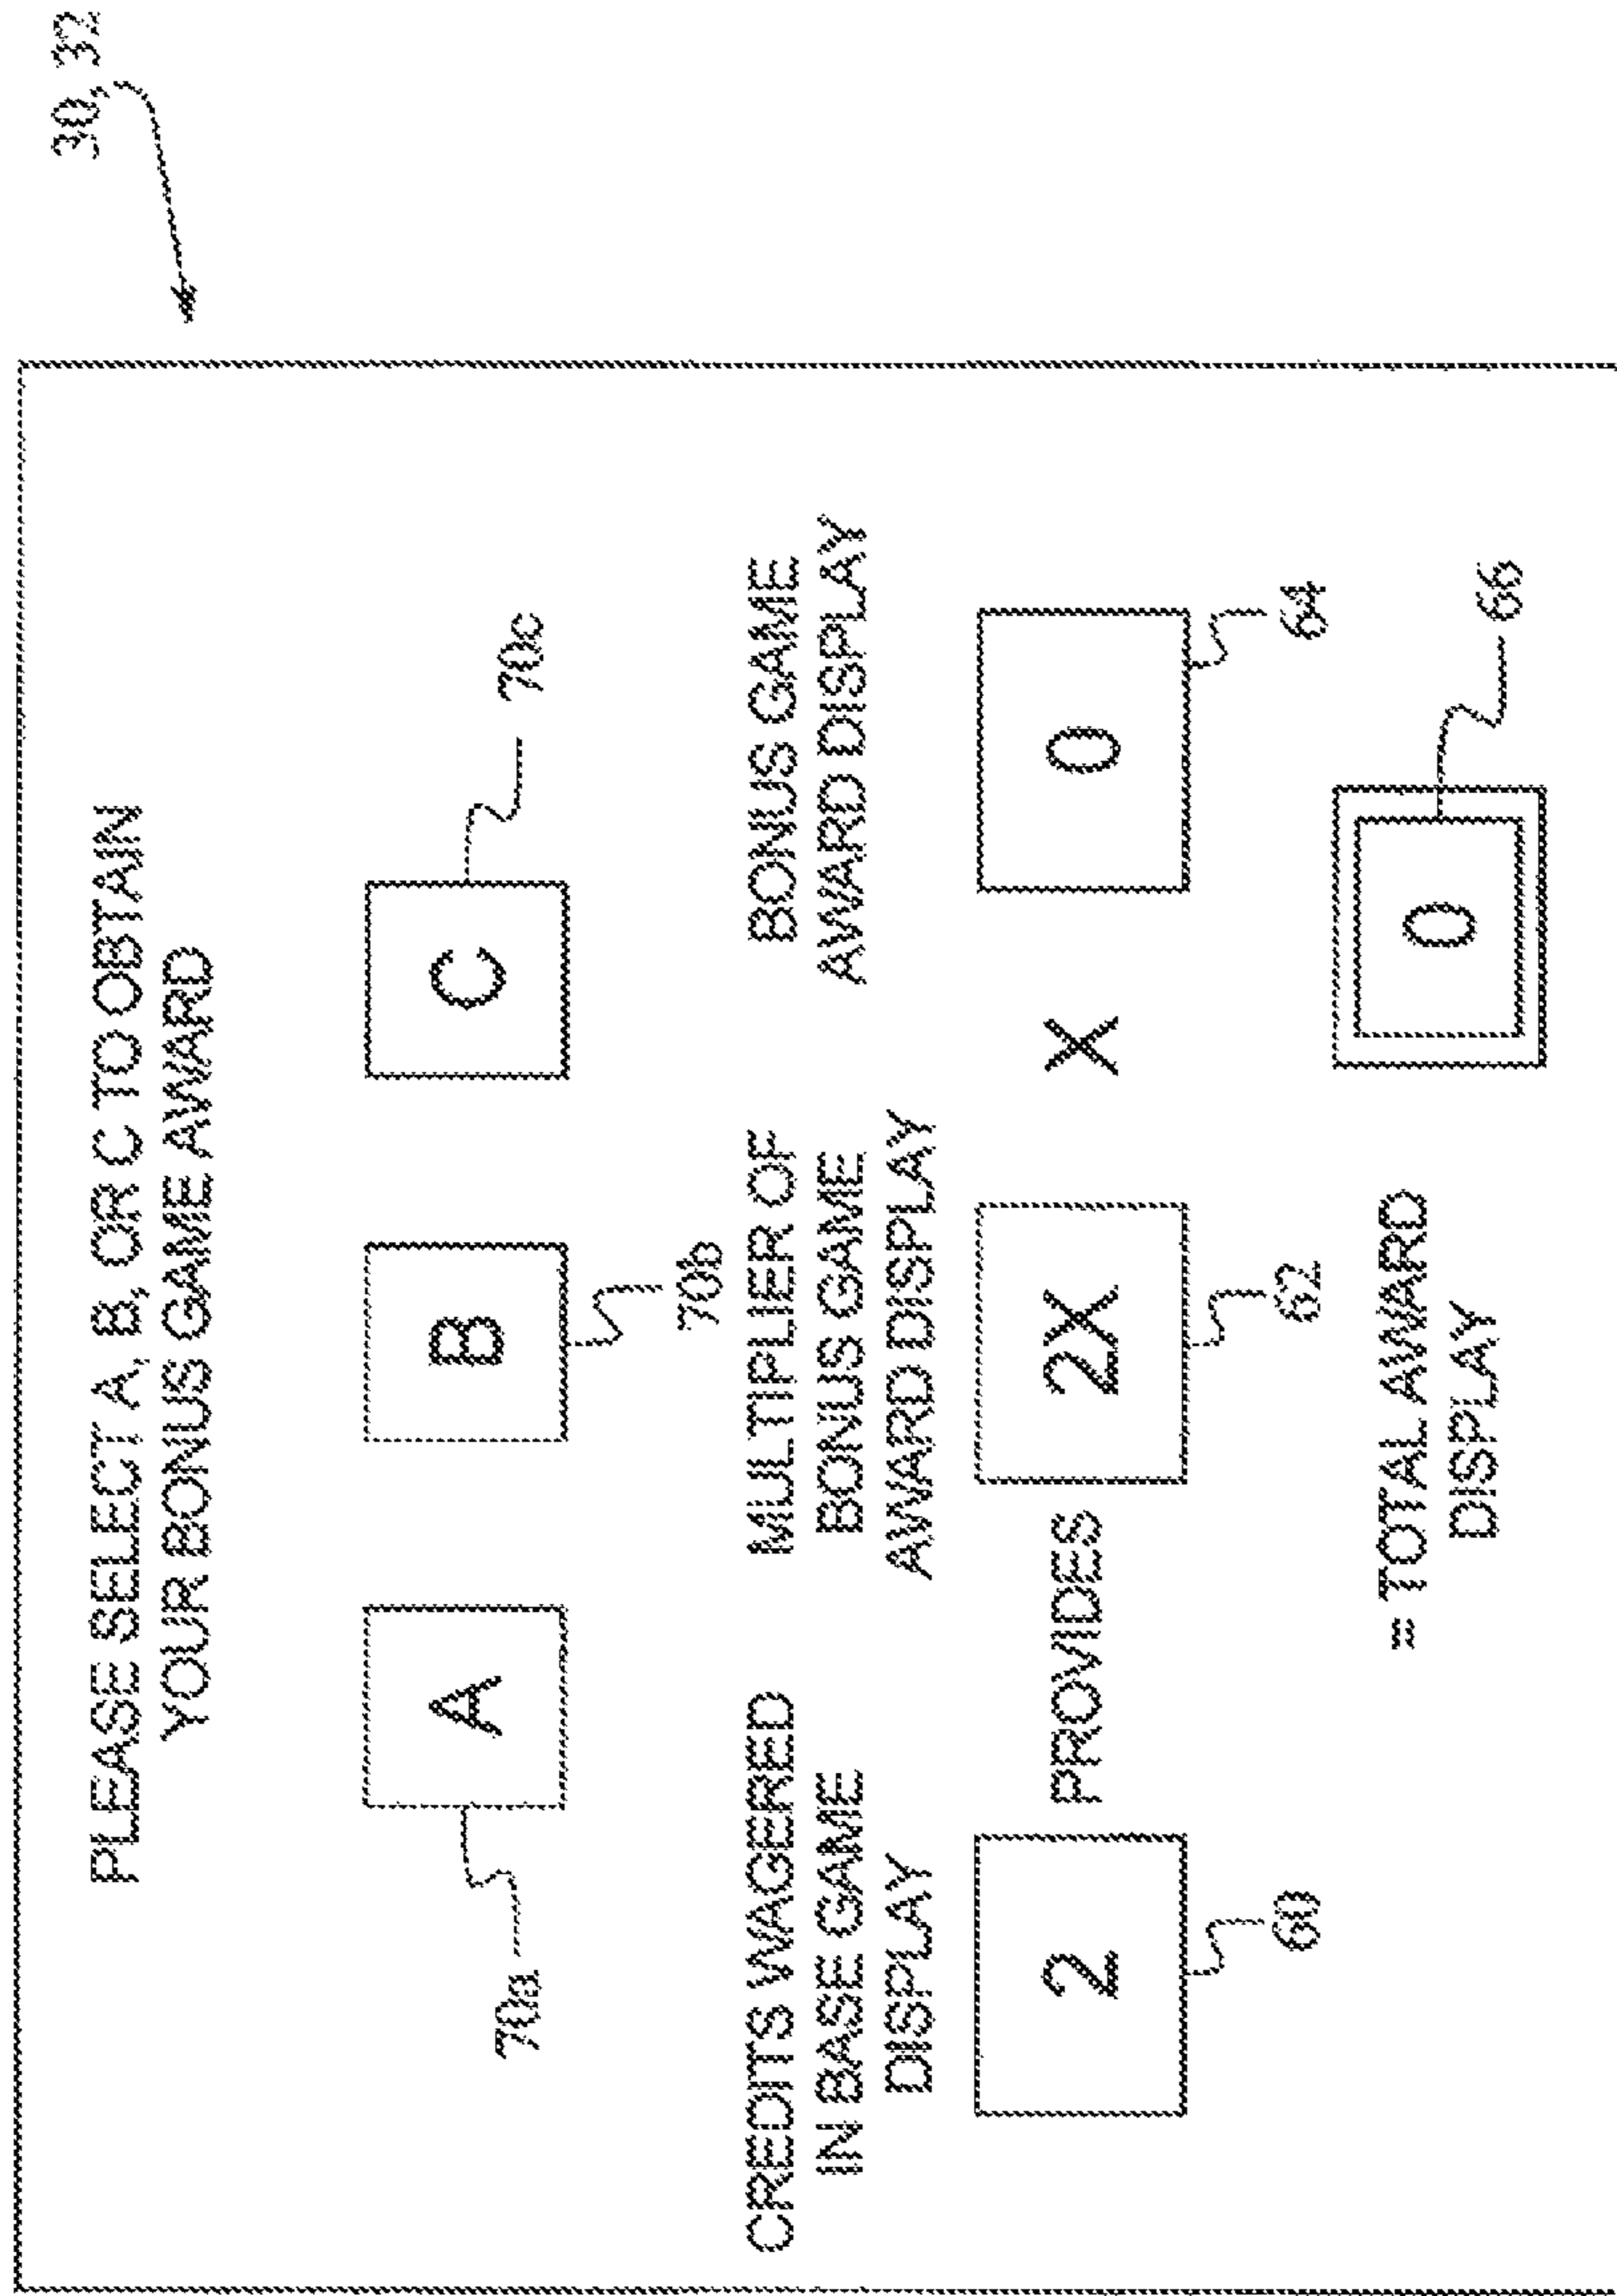 30, 32
PLEASE SELECT A, B, OR C TO OBTAIN
YOUR BONUS GAME AWARD
A
B
C
70a
70b
70c
CREDITS WAGERED
IN BASE GAME
DISPLAY
MULTIPLIER OF
BONUS GAME
AWARD DISPLAY
BONUS GAME
AWARD DISPLAY
2 PROVIDES 2X X 0
60
62
64
= TOTAL AWARD
DISPLAY
0
66